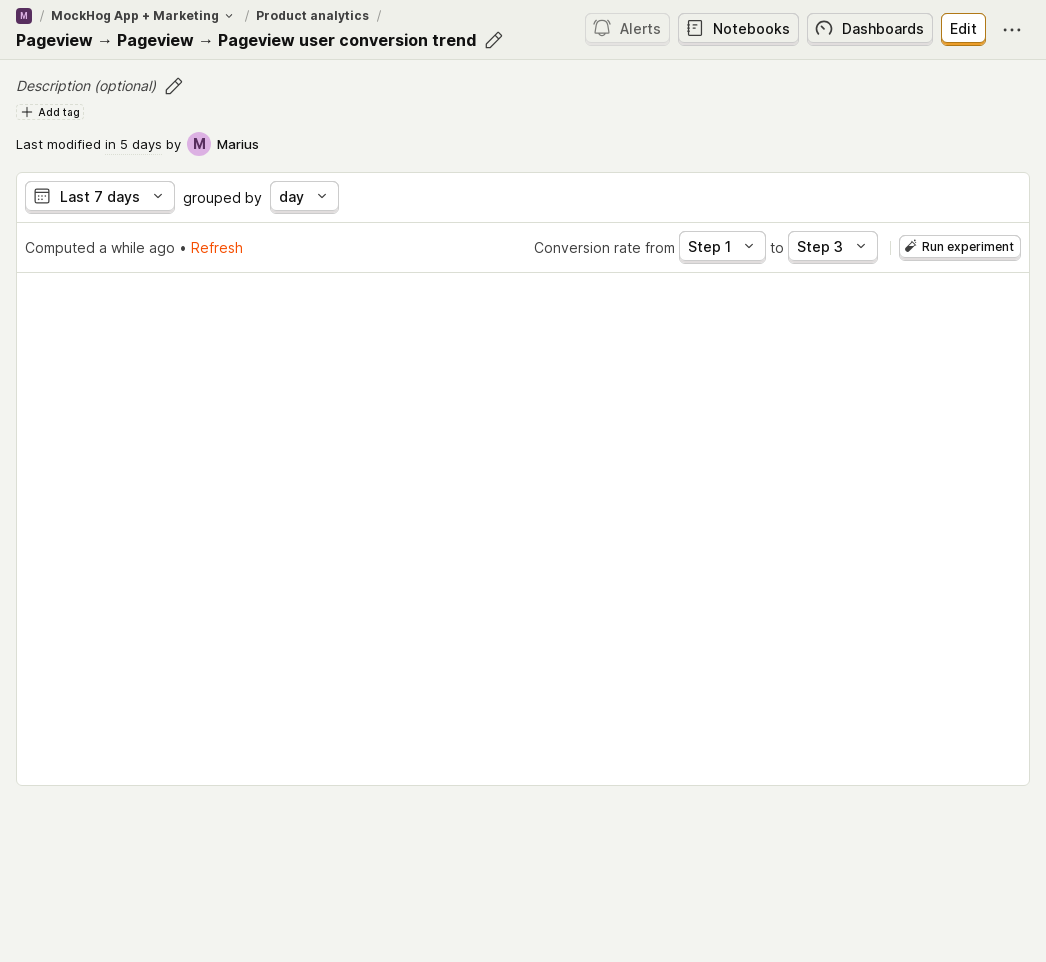 M / MockHog App + Marketing / Product analytics /
Pageview → Pageview → Pageview user conversion trend
Alerts Notebooks Dashboards Edit
Description (optional)
Add tag
Last modified in 5 days by M Marius
Last 7 days grouped by day
Computed a while ago • Refresh Conversion rate from Step 1 to Step 3 Run experiment